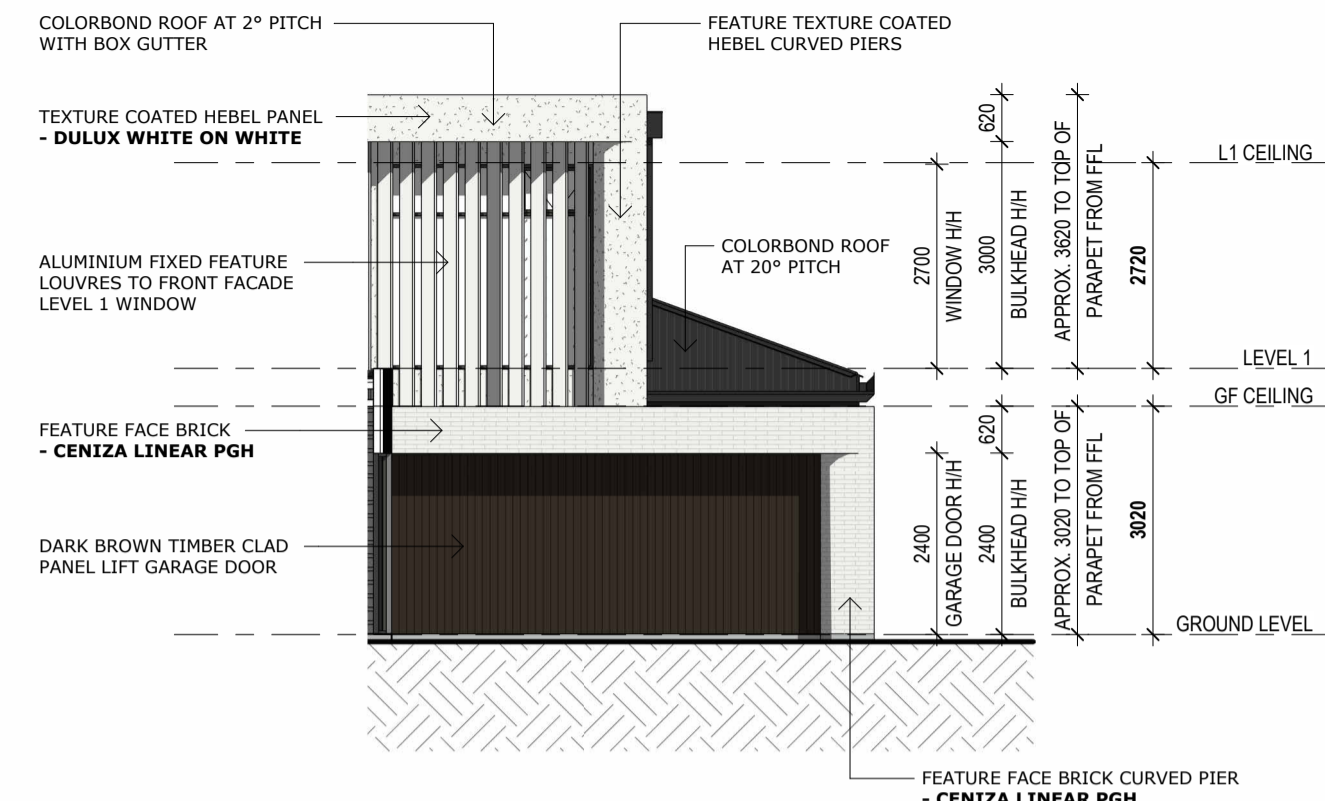 COLORBOND ROOF AT 2° PITCH
WITH BOX GUTTER
FEATURE TEXTURE COATED
HEBEL CURVED PIERS
TEXTURE COATED HEBEL PANEL
- DULUX WHITE ON WHITE
ALUMINIUM FIXED FEATURE
LOUVRES TO FRONT FACADE
LEVEL 1 WINDOW
COLORBOND ROOF
AT 20° PITCH
FEATURE FACE BRICK
- CENIZA LINEAR PGH
DARK BROWN TIMBER CLAD
PANEL LIFT GARAGE DOOR
2700
WINDOW H/H
620
3000
BULKHEAD H/H
APPROX. 3620 TO TOP OF
PARAPET FROM FFL
2720
L1 CEILING
LEVEL 1
GF CEILING
2400
GARAGE DOOR H/H
620
2400
BULKHEAD H/H
APPROX. 3020 TO TOP OF
PARAPET FROM FFL
3020
GROUND LEVEL
FEATURE FACE BRICK CURVED PIER
- CENIZA LINEAR PGH